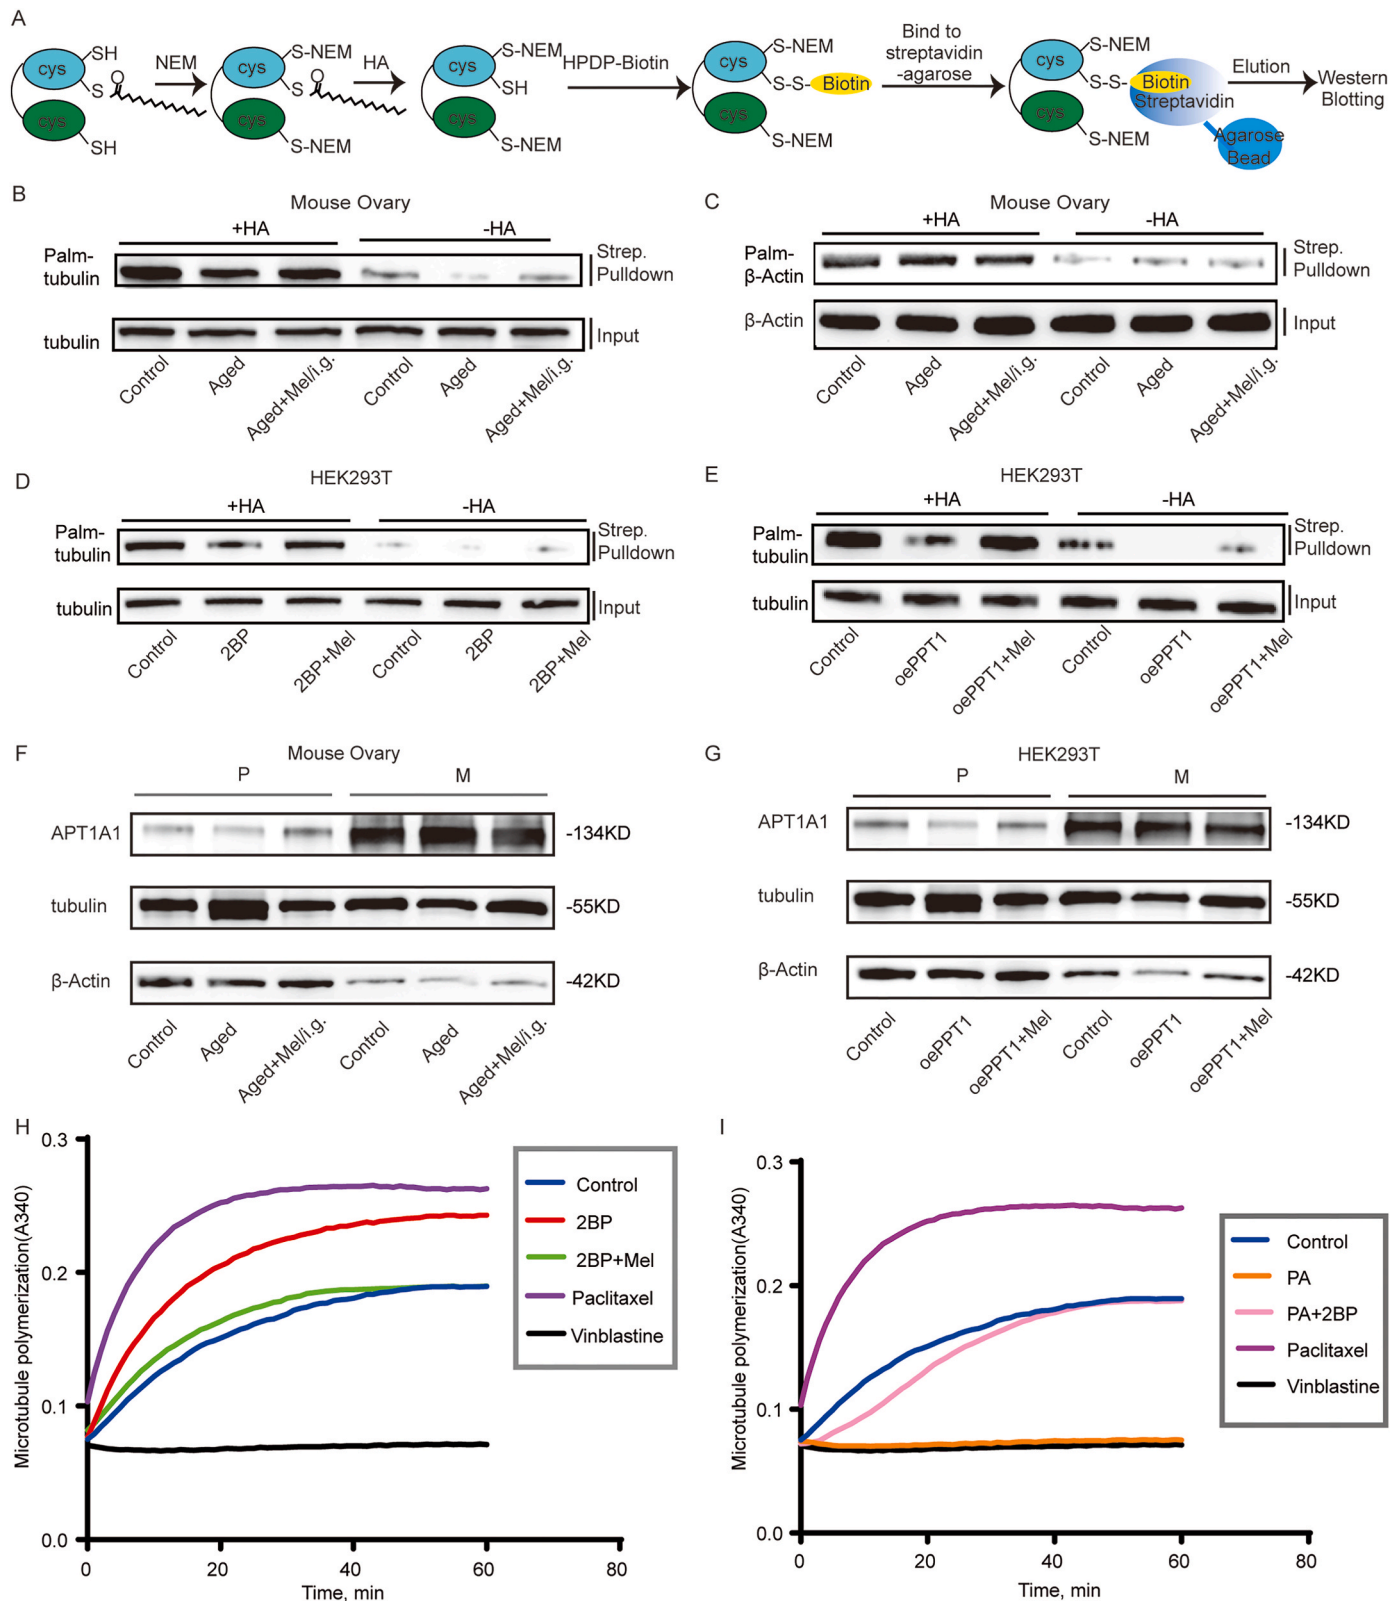 A
SH
cys
S
O
cys
SH
NEM
S-NEM
cys
S
O
cys
S-NEM
HA
S-NEM
cys
SH
cys
S-NEM
HPDP-Biotin
S-NEM
cys
S-S-
Biotin
cys
S-NEM
Bind to
streptavidin
-agarose
S-NEM
cys
S-S-
Biotin
Streptavidin
cys
S-NEM
Agarose
Bead
Elution
Western
Blotting
B
Mouse Ovary
+HA
-HA
Palm-
tubulin
Strep.
Pulldown
tubulin
Input
Control
Aged
Aged+Mel/i.g.
Control
Aged
Aged+Mel/i.g.
C
Mouse Ovary
+HA
-HA
Palm-
β-Actin
Strep.
Pulldown
β-Actin
Input
Control
Aged
Aged+Mel/i.g.
Control
Aged
Aged+Mel/i.g.
D
HEK293T
+HA
-HA
Palm-
tubulin
Strep.
Pulldown
tubulin
Input
Control
2BP
2BP+Mel
Control
2BP
2BP+Mel
E
HEK293T
+HA
-HA
Palm-
tubulin
Strep.
Pulldown
tubulin
Input
Control
oePPT1
oePPT1+Mel
Control
oePPT1
oePPT1+Mel
F
Mouse Ovary
P
M
APT1A1
-134KD
tubulin
-55KD
β-Actin
-42KD
Control
Aged
Aged+Mel/i.g.
Control
Aged
Aged+Mel/i.g.
G
HEK293T
P
M
APT1A1
-134KD
tubulin
-55KD
β-Actin
-42KD
Control
oePPT1
oePPT1+Mel
Control
oePPT1
oePPT1+Mel
H
Microtubule polymerization(A340)
0.3
0.2
0.1
0.0
0
20
40
60
80
Time, min
Control
2BP
2BP+Mel
Paclitaxel
Vinblastine
I
Microtubule polymerization(A340)
0.3
0.2
0.1
0.0
0
20
40
60
80
Time, min
Control
PA
PA+2BP
Paclitaxel
Vinblastine